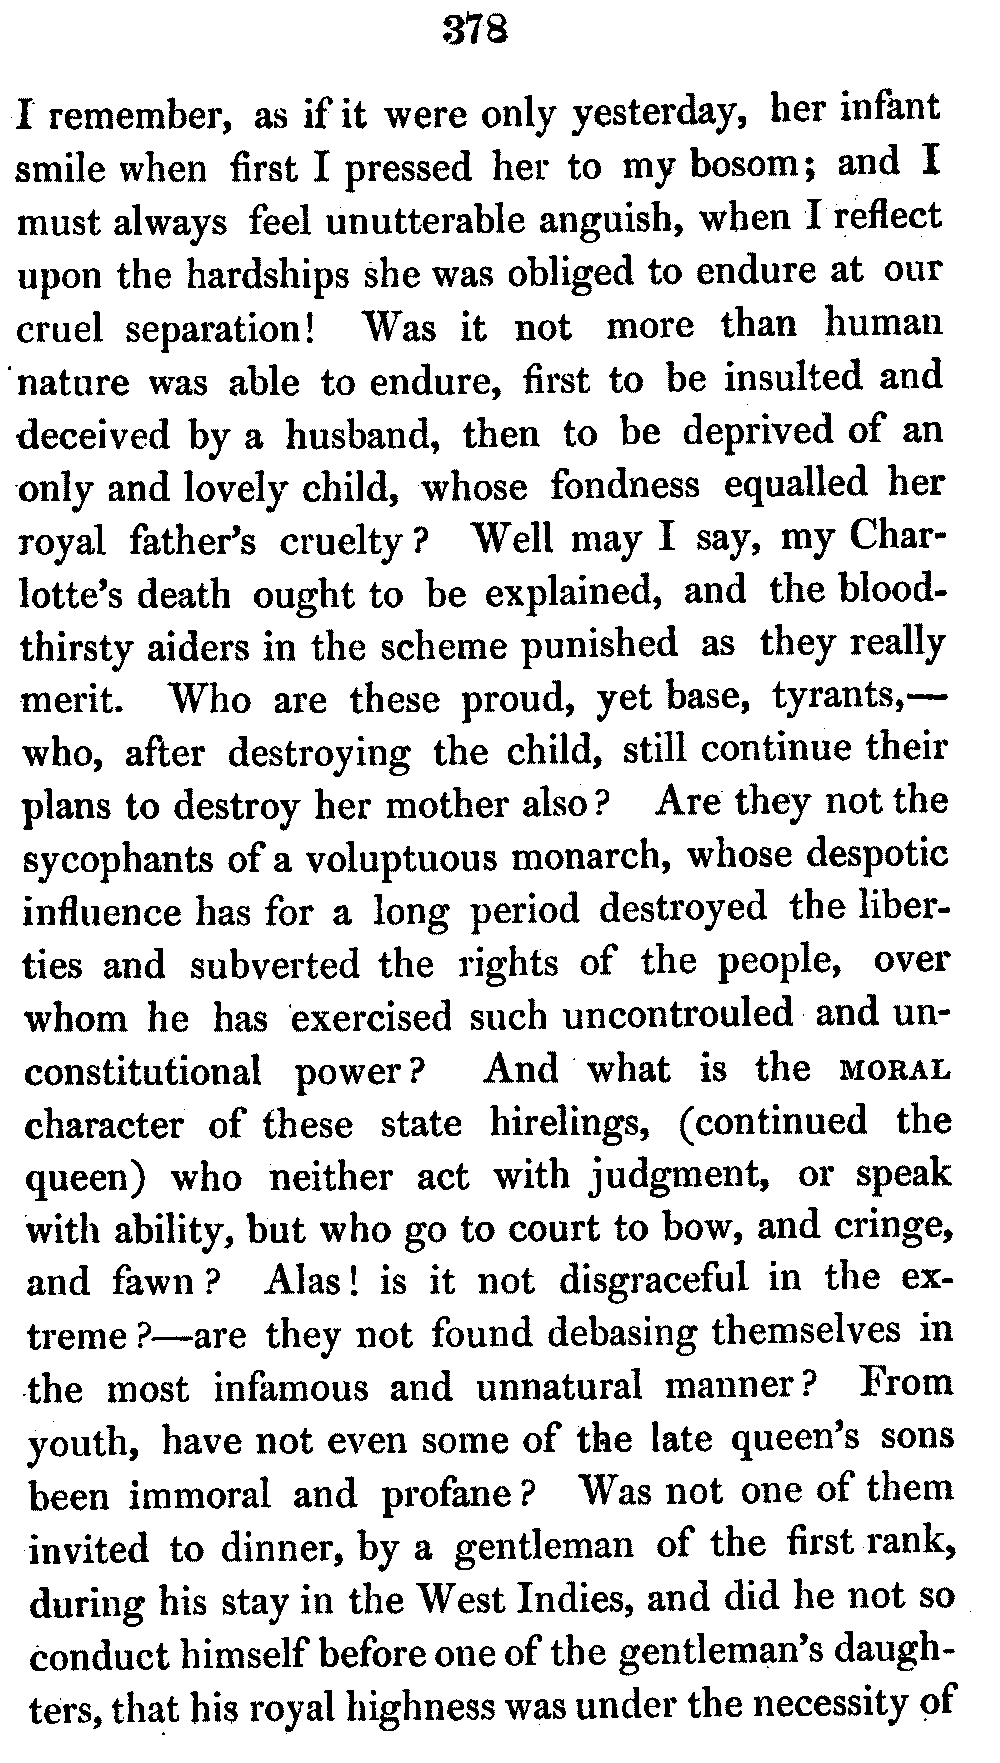 378
I remember, as if it were only yesterday, her infant
smile when first I pressed her to my bosom; and I
must always feel unutterable anguish, when I reflect
upon the hardships she was obliged to endure at our
cruel separation! Was it not more than human
nature was able to endure, first to be insulted and
deceived by a husband, then to be deprived of an
only and lovely child, whose fondness equalled her
royal father's cruelty? Well may I say, my Char-
lotte's death ought to be explained, and the blood-
thirsty aiders in the scheme punished as they really
merit. Who are these proud, yet base, tyrants,—
who, after destroying the child, still continue their
plans to destroy her mother also? Are they not the
sycophants of a voluptuous monarch, whose despotic
influence has for a long period destroyed the liber-
ties and subverted the rights of the people, over
whom he has exercised such uncontrouled and un-
constitutional power? And what is the MORAL
character of these state hirelings, (continued the
queen) who neither act with judgment, or speak
with ability, but who go to court to bow, and cringe,
and fawn? Alas! is it not disgraceful in the ex-
treme?—are they not found debasing themselves in
the most infamous and unnatural manner? From
youth, have not even some of the late queen's sons
been immoral and profane? Was not one of them
invited to dinner, by a gentleman of the first rank,
during his stay in the West Indies, and did he not so
conduct himself before one of the gentleman's daugh-
ters, that his royal highness was under the necessity of